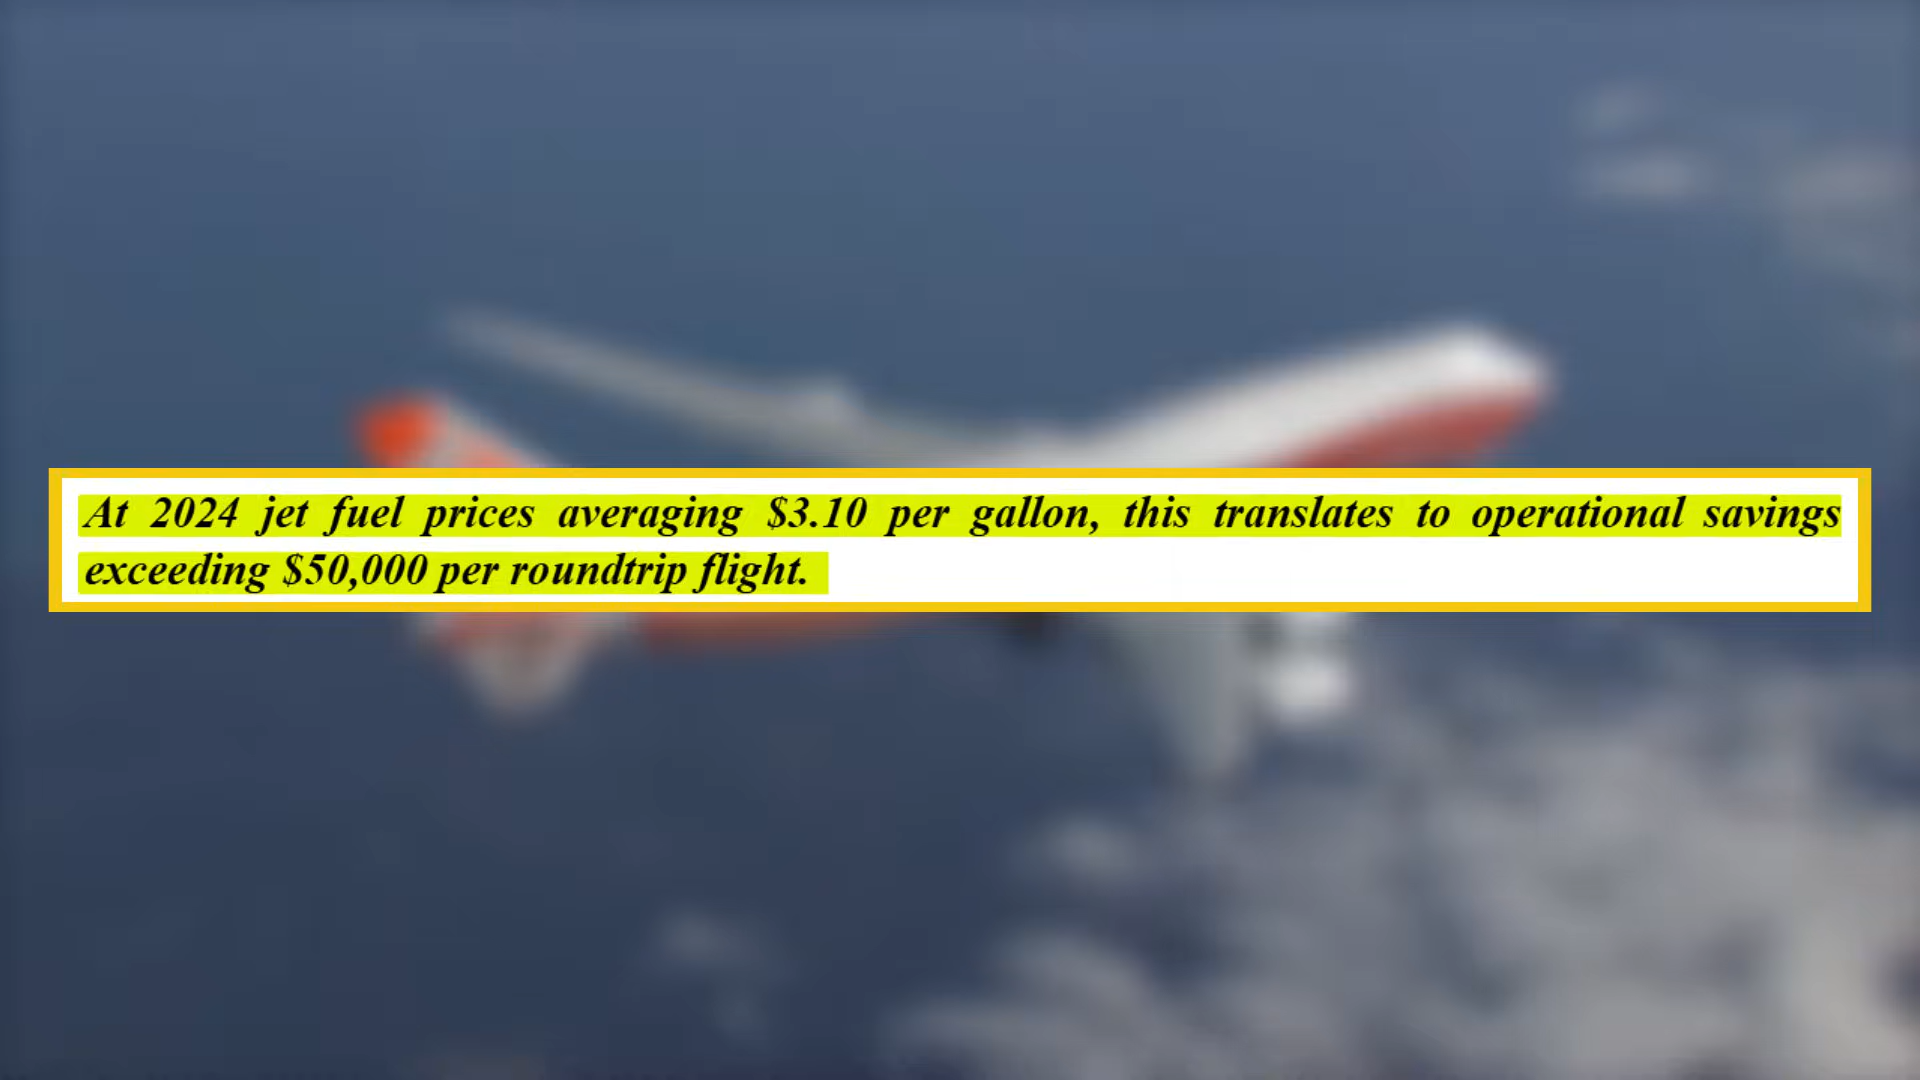 At 2024 jet fuel prices averaging $3.10 per gallon, this translates to operational savings
exceeding $50,000 per roundtrip flight.